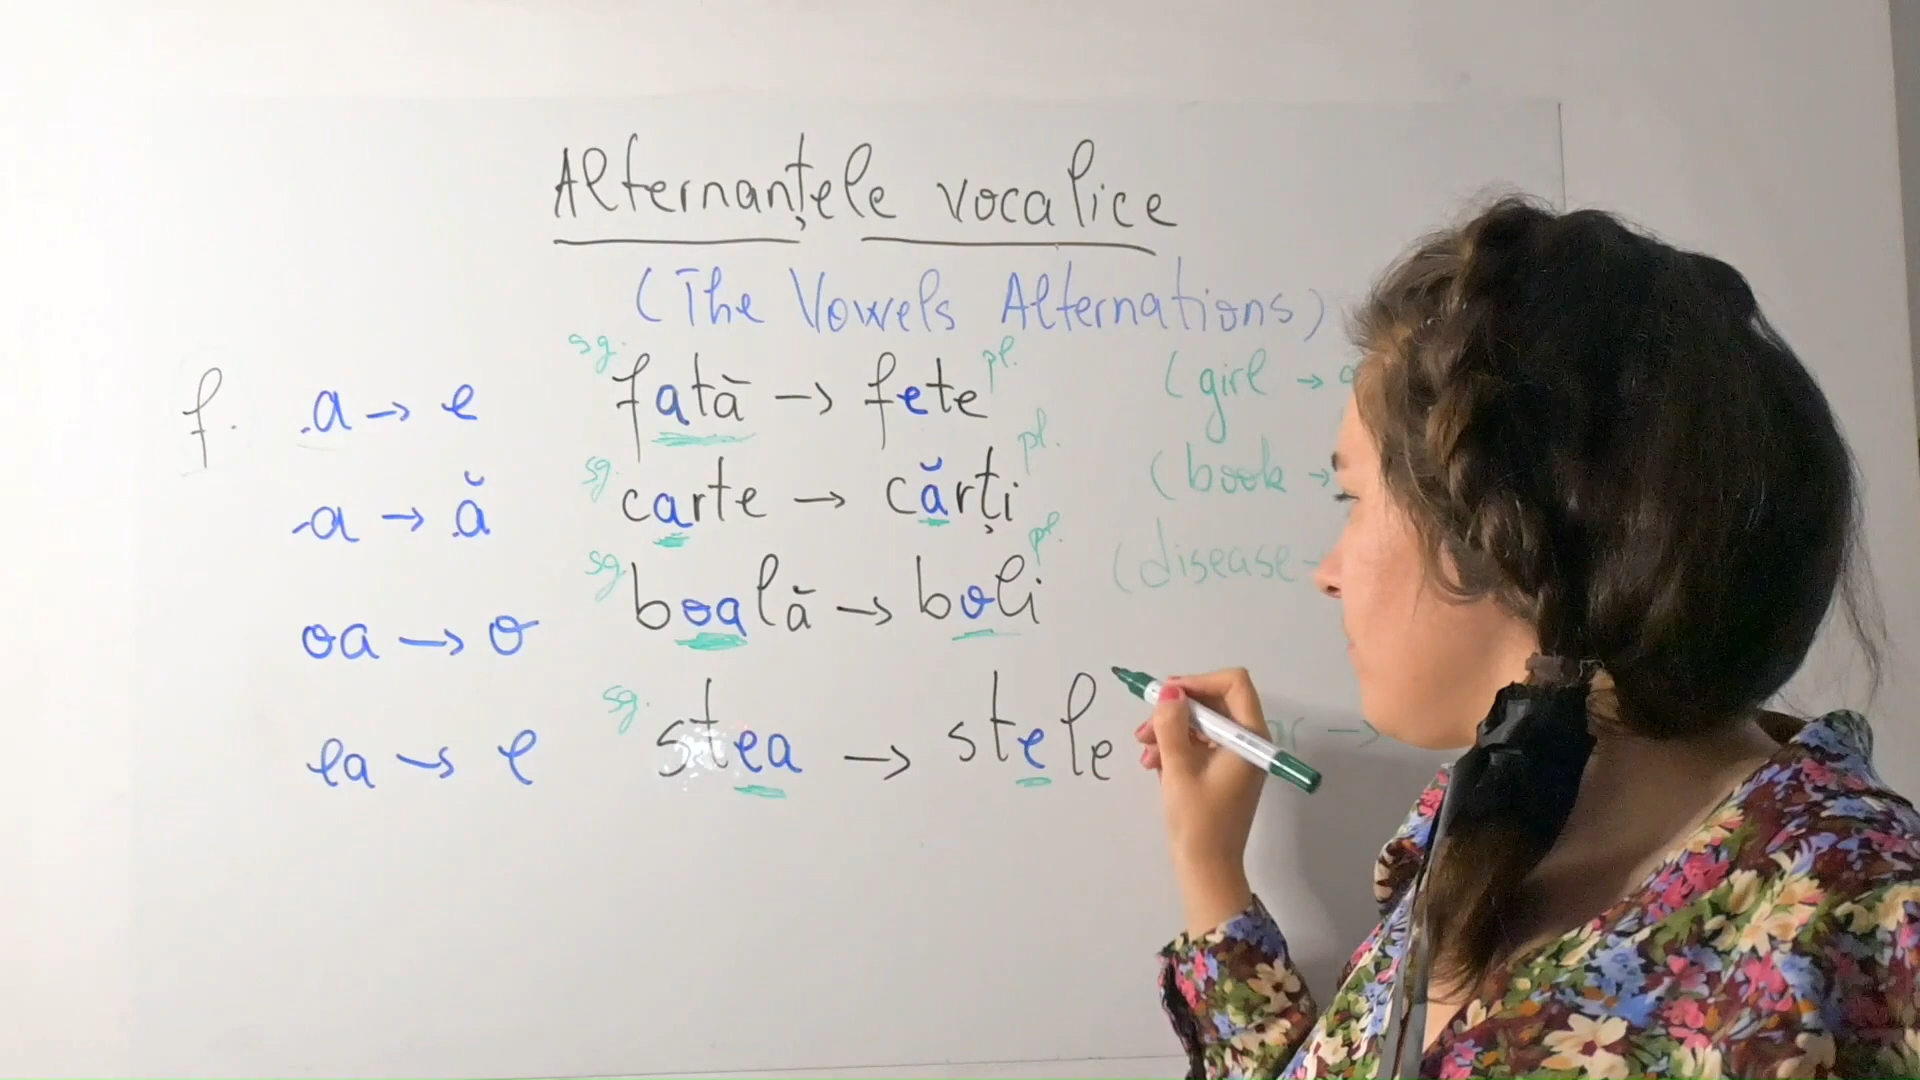 Alternanțele vocalice
(The Vowels Alternations)
f. a → e sg. fată → fete pl. (girl →
a → ă sg. carte → cărți pl. (book →
oa → o sg. boală → boli pl. (disease
ea → e sg. stea → stele →